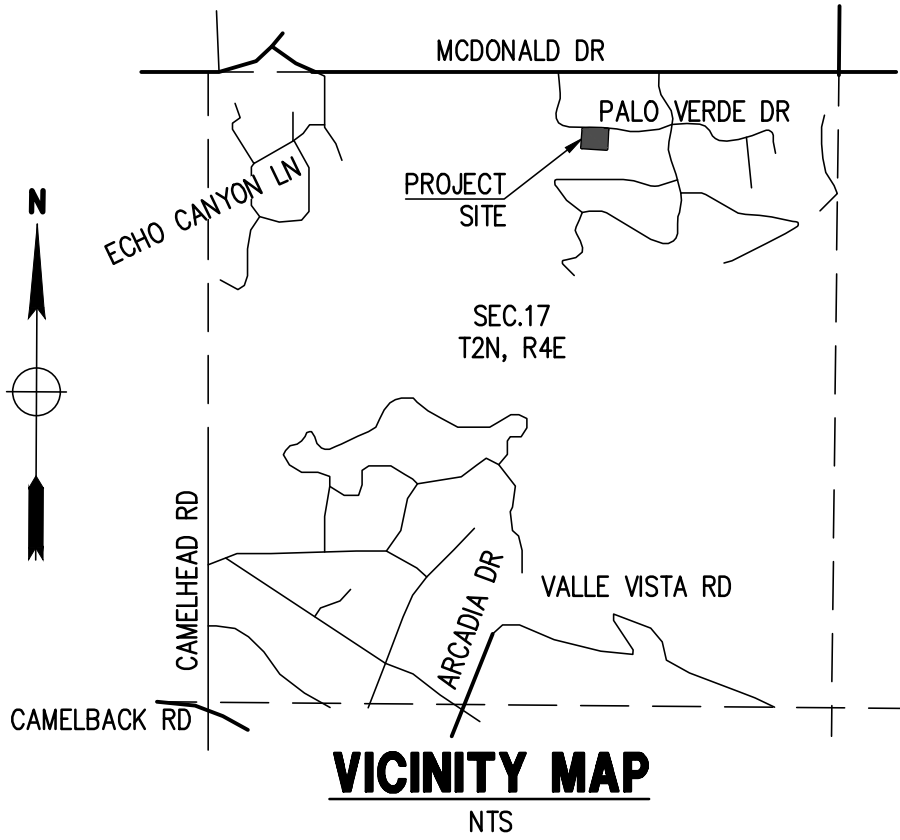 MCDONALD DR
PALO VERDE DR
ECHO CANYON LN
PROJECT
SITE
N
SEC.17
T2N, R4E
CAMELHEAD RD
ARCADIA DR
VALLE VISTA RD
CAMELBACK RD
VICINITY MAP
NTS